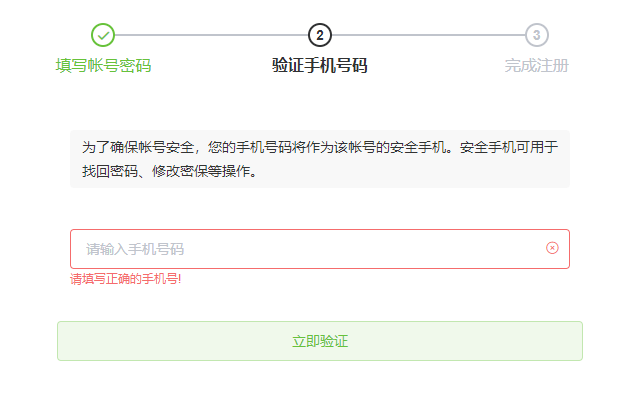 2
3
填写帐号密码
验证手机号码
完成注册
为了确保帐号安全，您的手机号码将作为该帐号的安全手机。安全手机可用于
找回密码、修改密保等操作。
请输入手机号码
请填写正确的手机号!
立即验证